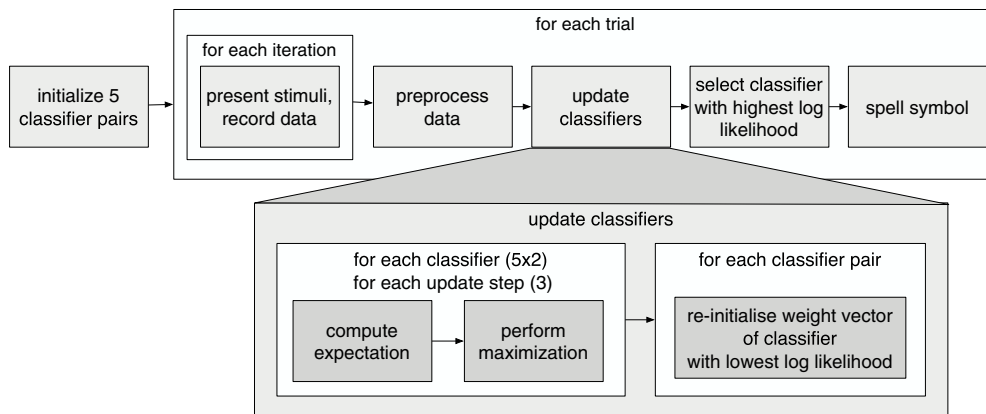 for each trial
for each iteration
initialize 5
classifier pairs
present stimuli,
record data
preprocess
data
update
classifiers
select classifier
with highest log
likelihood
spell symbol
update classifiers
for each classifier (5x2)
for each update step (3)
compute
expectation
perform
maximization
for each classifier pair
re-initialise weight vector
of classifier
with lowest log likelihood